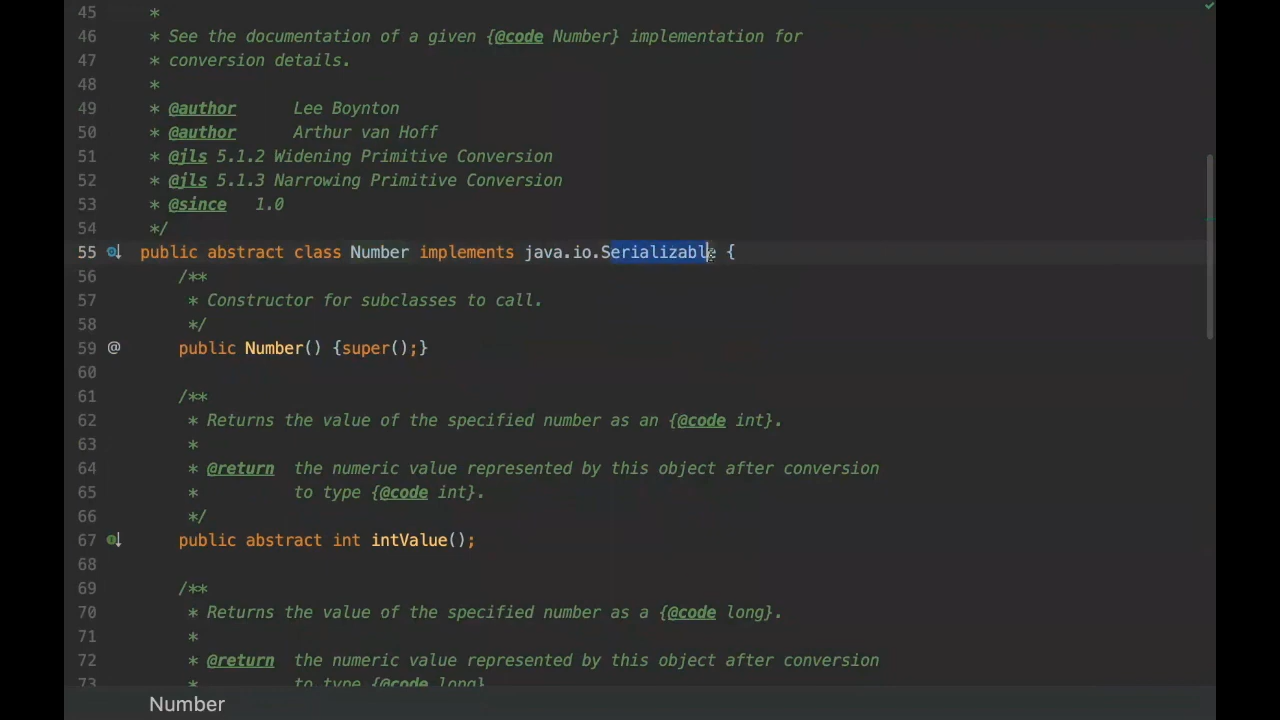 45 *
46 * See the documentation of a given {@code Number} implementation for
47 * conversion details.
48 *
49 * @author Lee Boynton
50 * @author Arthur van Hoff
51 * @jls 5.1.2 Widening Primitive Conversion
52 * @jls 5.1.3 Narrowing Primitive Conversion
53 * @since 1.0
54 */
55 public abstract class Number implements java.io.Serializable {
56 /**
57 * Constructor for subclasses to call.
58 */
59 @ public Number() {super();}
60
61 /**
62 * Returns the value of the specified number as an {@code int}.
63 *
64 * @return the numeric value represented by this object after conversion
65 * to type {@code int}.
66 */
67 public abstract int intValue();
68
69 /**
70 * Returns the value of the specified number as a {@code long}.
71 *
72 * @return the numeric value represented by this object after conversion
73 * to type {@code long}
Number